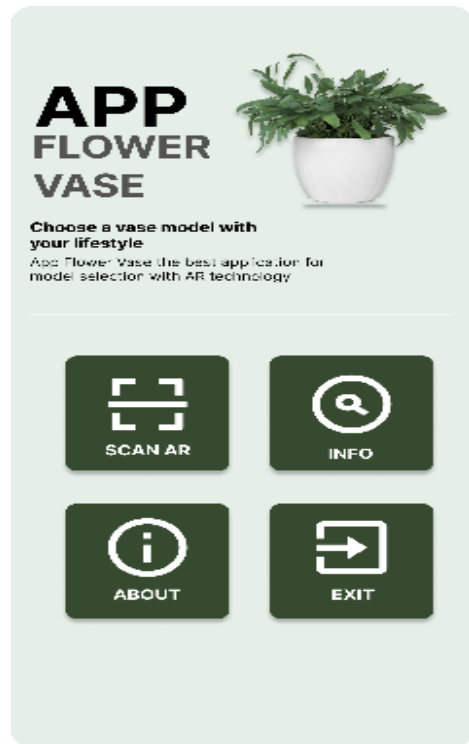 APP
FLOWER
VASE
Choose a vase model with
your lifestyle
App Flower Vase the best application for
model selection with AR technology
SCAN AR
INFO
ABOUT
EXIT